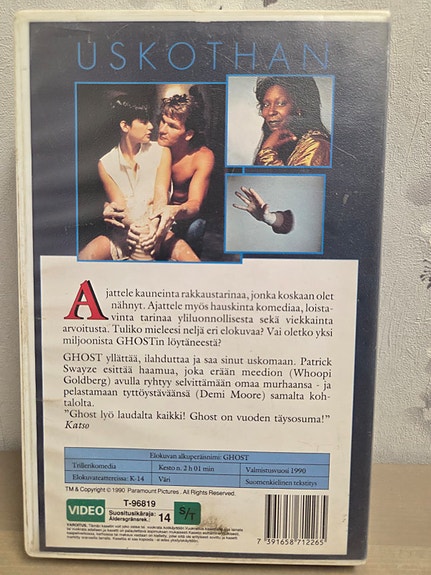 USKOTHAN
Ajattele kauneinta rakkaustarinaa, jonka koskaan olet
nähnyt. Ajattele myös hauskinta komediaa, loista-
vinta tarinaa yliluonnollisesta sekä viekkainta
arvoitusta. Tuliko mieleesi neljä eri elokuvaa? Vai oletko yksi
miljoonista GHOSTin löytäneestä?
GHOST yllättää, ilahduttaa ja saa sinut uskomaan. Patrick
Swayze esittää haamua, joka erään meedion (Whoopi
Goldberg) avulla ryhtyy selvittämään omaa murhaansa - ja
pelastamaan tyttöystäväänsä (Demi Moore) samalta koh-
talolta.
"Ghost lyö laudalta kaikki! Ghost on vuoden täysosuma!"
Katso
Elokuvan alkuperäisnimi: GHOST
Trillerikomedia
Kesto n. 2 h 01 min
Valmistusvuosi 1990
Elokuvateattereissa: K-14
Väri
Suomenkielinen tekstitys
TM & Copyright © 1990 Paramount Pictures. All Rights Reserved.
VIDEO
T-96819
Suositusikäraja:
Åldersgränsrek.:
14
S/T
7 391658 712265